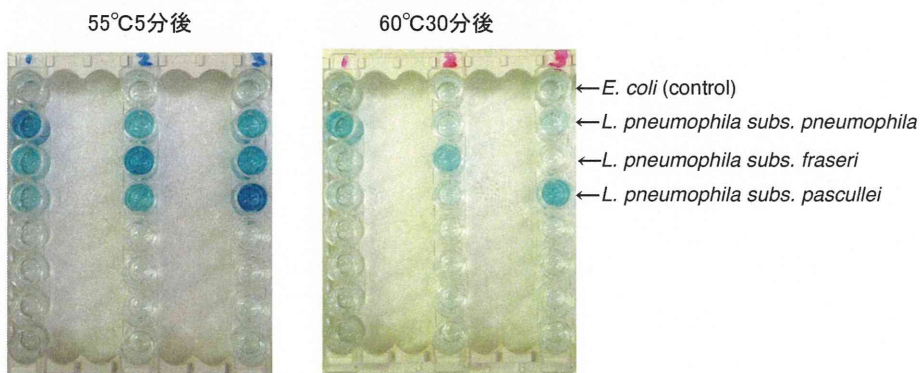 55℃5分後
60℃30分後
1 2 3
1 2 3
←E. coli (control)
←L. pneumophila subs. pneumophila
←L. pneumophila subs. fraseri
←L. pneumophila subs. pascullei